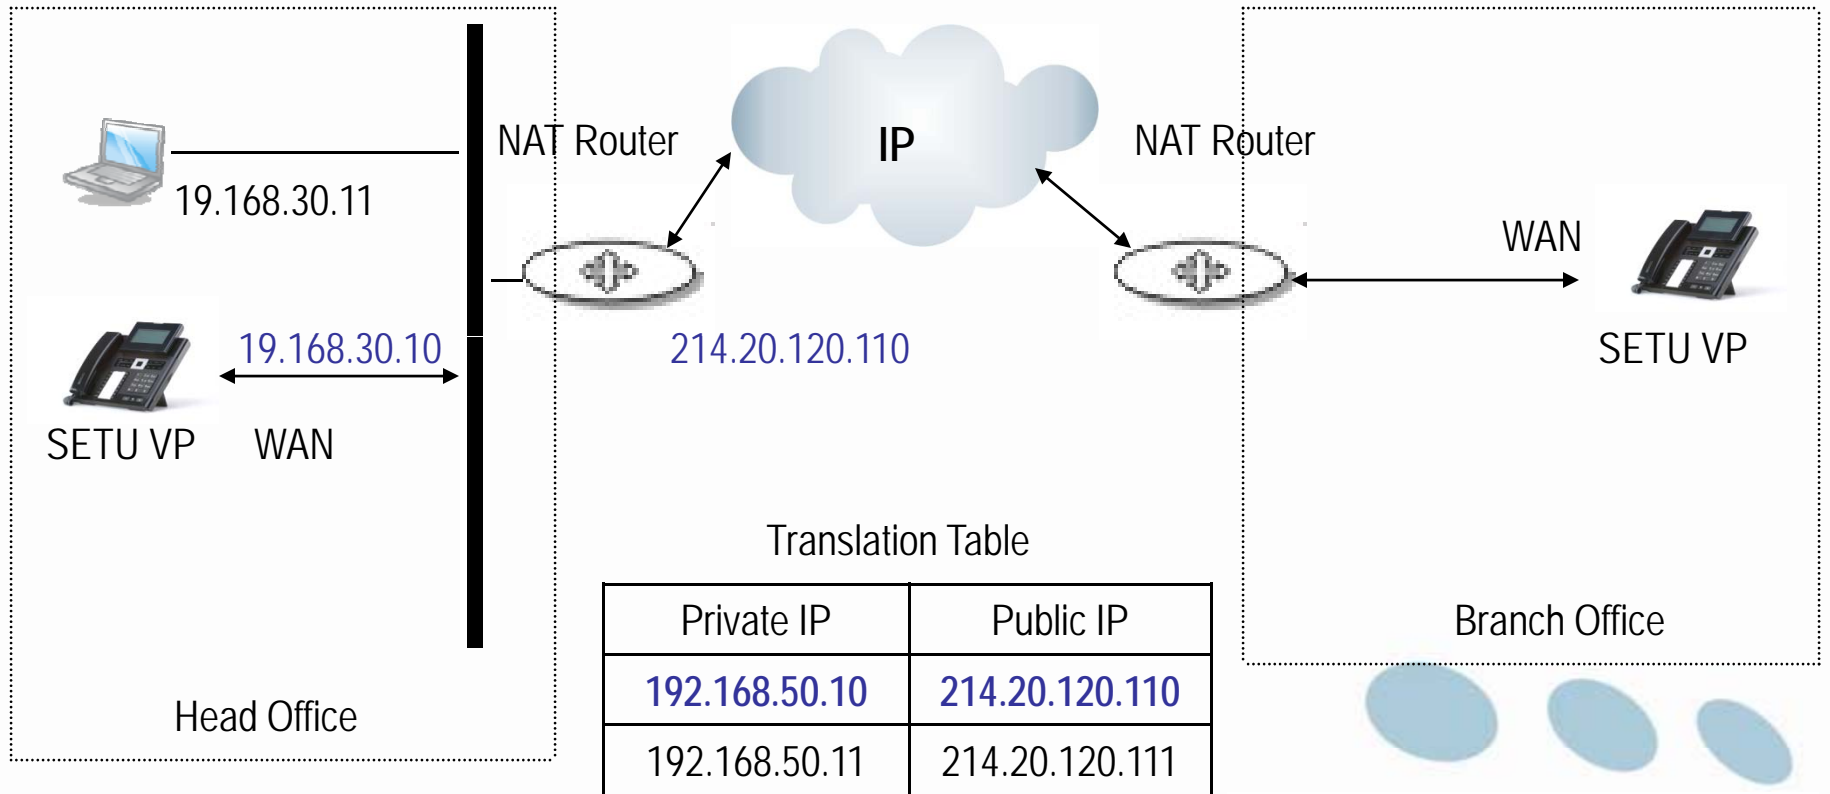 NAT Router
IP
NAT Router
19.168.30.11
WAN
19.168.30.10
214.20.120.110
SETU VP
SETU VP
WAN
Translation Table
Private IP Public IP
192.168.50.10 214.20.120.110
192.168.50.11 214.20.120.111
Branch Office
Head Office